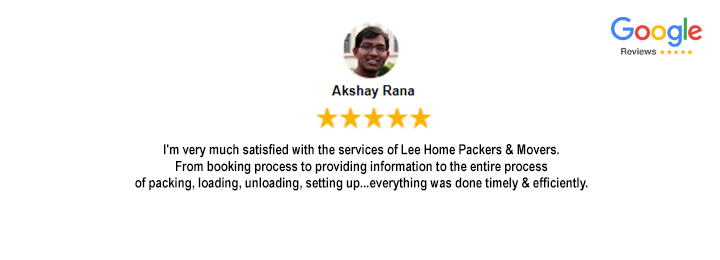 Google
Reviews
Akshay Rana
I'm very much satisfied with the services of Lee Home Packers & Movers.
From booking process to providing information to the entire process
of packing, loading, unloading, setting up...everything was done timely & efficiently.